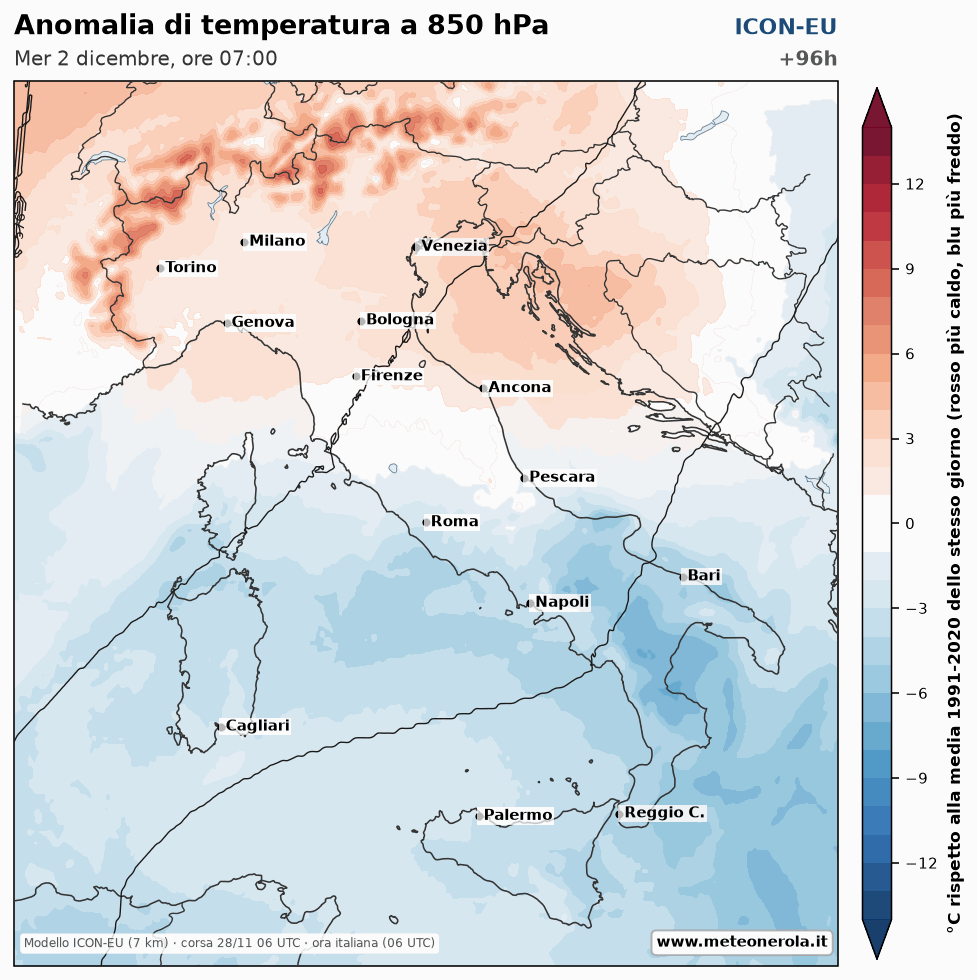 Anomalia di temperatura a 850 hPa
ICON-EU
Mer 2 dicembre, ore 07:00
+96h
Milano
Venezia
Torino
Genova
Bologna
Firenze
Ancona
Pescara
Roma
Bari
Napoli
Cagliari
Palermo
Reggio C.
12
9
6
3
0
−3
−6
−9
−12
°C rispetto alla media 1991-2020 dello stesso giorno (rosso più caldo, blu più freddo)
Modello ICON-EU (7 km) · corsa 28/11 06 UTC · ora italiana (06 UTC)
www.meteonerola.it